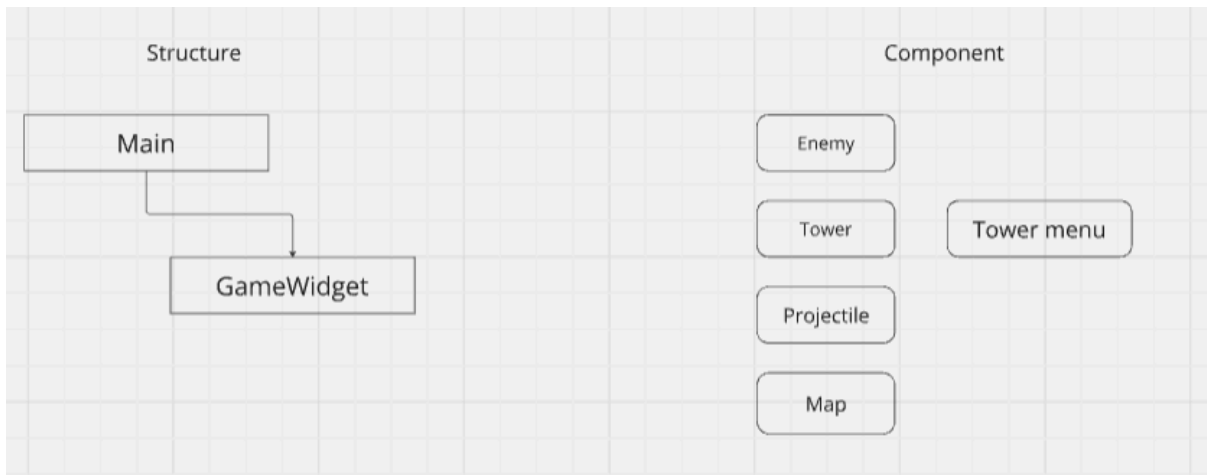 Structure
Component
Main
Enemy
Tower
Tower menu
GameWidget
Projectile
Map